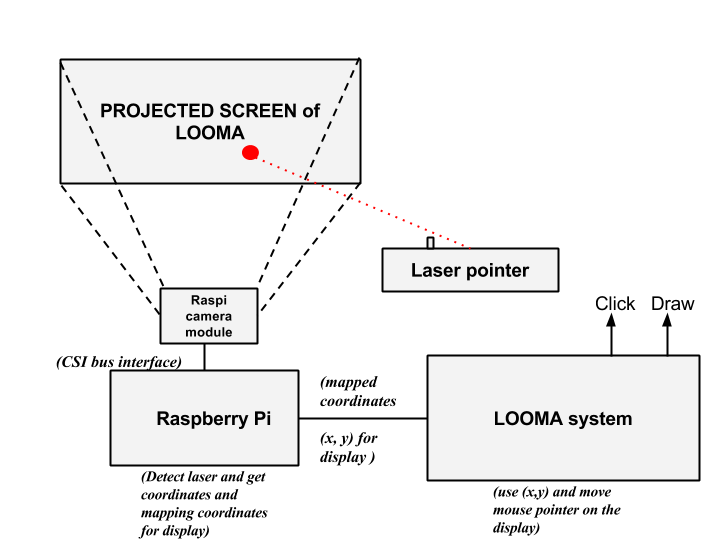 PROJECTED SCREEN of
LOOMA
Laser pointer
Raspi
camera
module
Click Draw
(CSI bus interface)
(mapped
coordinates
Raspberry Pi
LOOMA system
(x, y) for
display )
(Detect laser and get
coordinates and
mapping coordinates
for display)
(use (x,y) and move
mouse pointer on the
display)